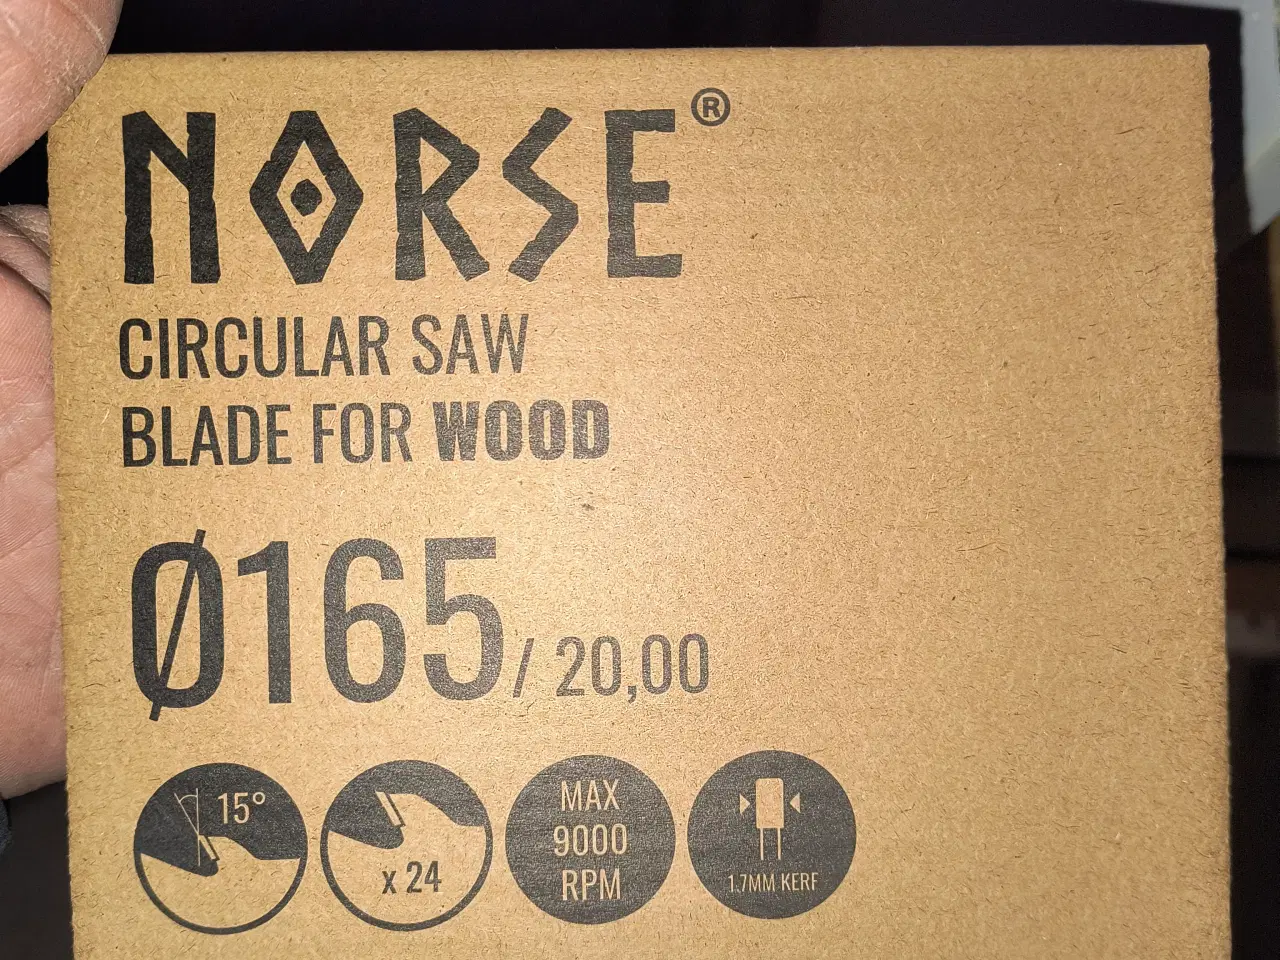 NORSE®
CIRCULAR SAW
BLADE FOR WOOD
Ø165 / 20,00
15°
x 24
MAX
9000
RPM
1.7MM KERF